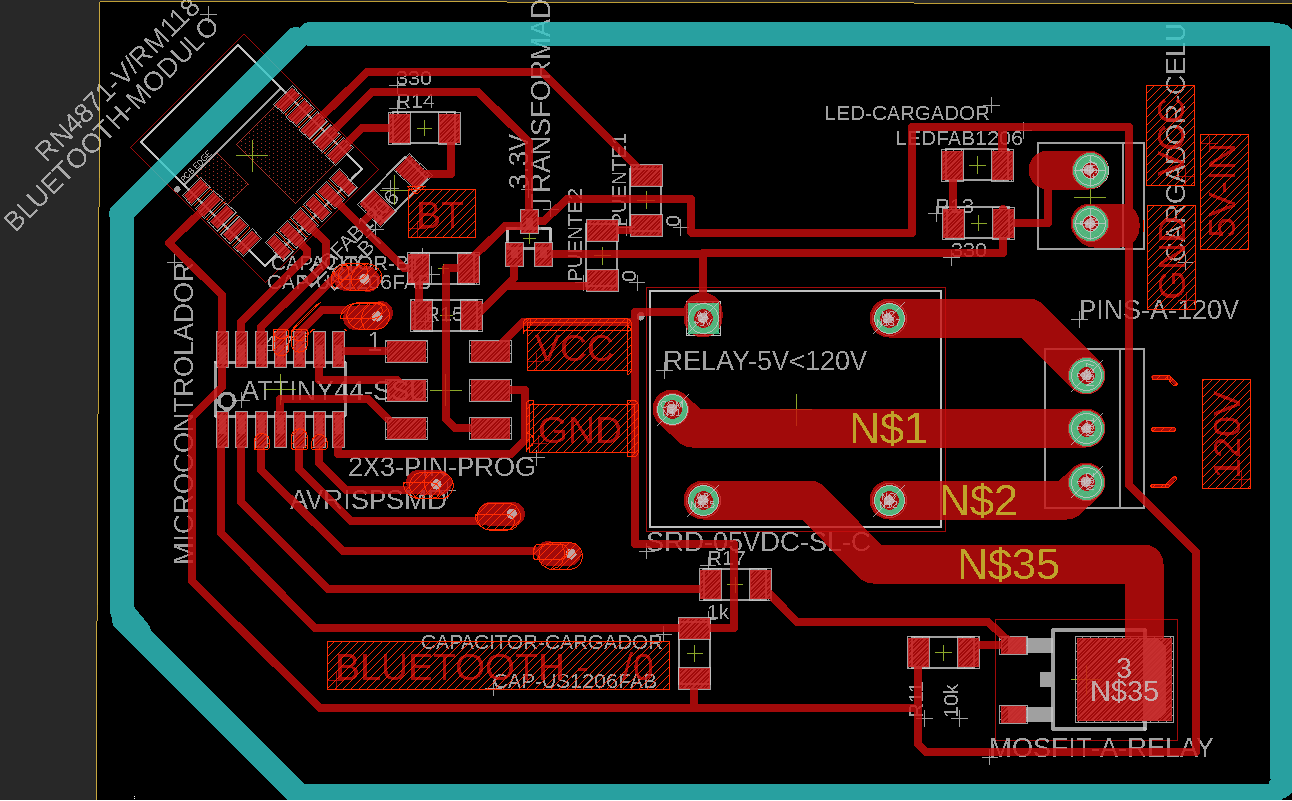 RN4871-V/RM118
BLUETOOTH-MODULO
PCB EDGE
330
R14
3.3V
TRANSFORMAD
PUENTE1
0
PUENTE2
0
LED-CARGADOR
LEDFAB1206
R13
330
VCC
CARGADOR-CELU
5V-IN
GND
BT
R15
MICROCONTROLADOR
1
ATTINY44-SSU
VCC
GND
2X3-PIN-PROG
AVRISPSMD
RELAY-5V<120V
PINS-A-120V
120V
N$1
N$2
SRD-05VDC-SL-C
N$35
R17
1k
CAPACITOR-CARGADOR
BLUETOOTH - /0
CAP-US1206FAB
R11
10k
3
N$35
MOSFIT-A-RELAY